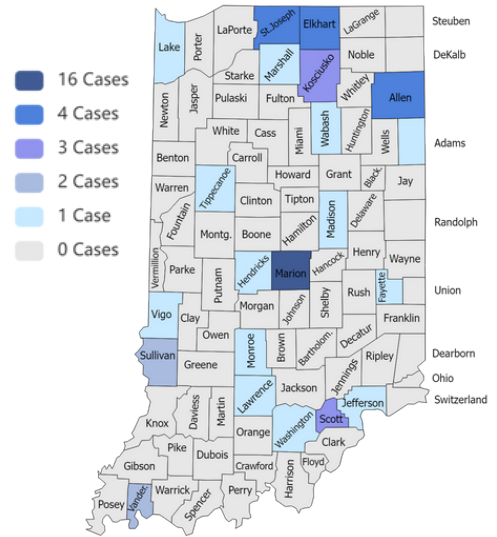 16 Cases
4 Cases
3 Cases
2 Cases
1 Case
0 Cases
St.Joseph
Elkhart
LaGrange
Steuben
LaPorte
Lake
Porter
Marshall
Noble
DeKalb
Kosciusko
Starke
Whitley
Allen
Newton
Jasper
Pulaski
Fulton
Miami
Wabash
Huntington
Wells
Adams
White
Cass
Benton
Carroll
Howard
Grant
Black.
Jay
Warren
Tippecanoe
Clinton
Tipton
Madison
Delaware
Randolph
Fountain
Montg.
Boone
Hamilton
Henry
Wayne
Vermillion
Parke
Putnam
Hendricks
Marion
Hancock
Rush
Fayette
Union
Morgan
Johnson
Shelby
Franklin
Vigo
Clay
Owen
Monroe
Brown
Bartholom.
Decatur
Ripley
Dearborn
Sullivan
Greene
Jennings
Ohio
Lawrence
Jackson
Jefferson
Switzerland
Knox
Daviess
Martin
Orange
Washington
Scott
Clark
Gibson
Pike
Dubois
Crawford
Harrison
Floyd
Posey
Vander.
Warrick
Spencer
Perry